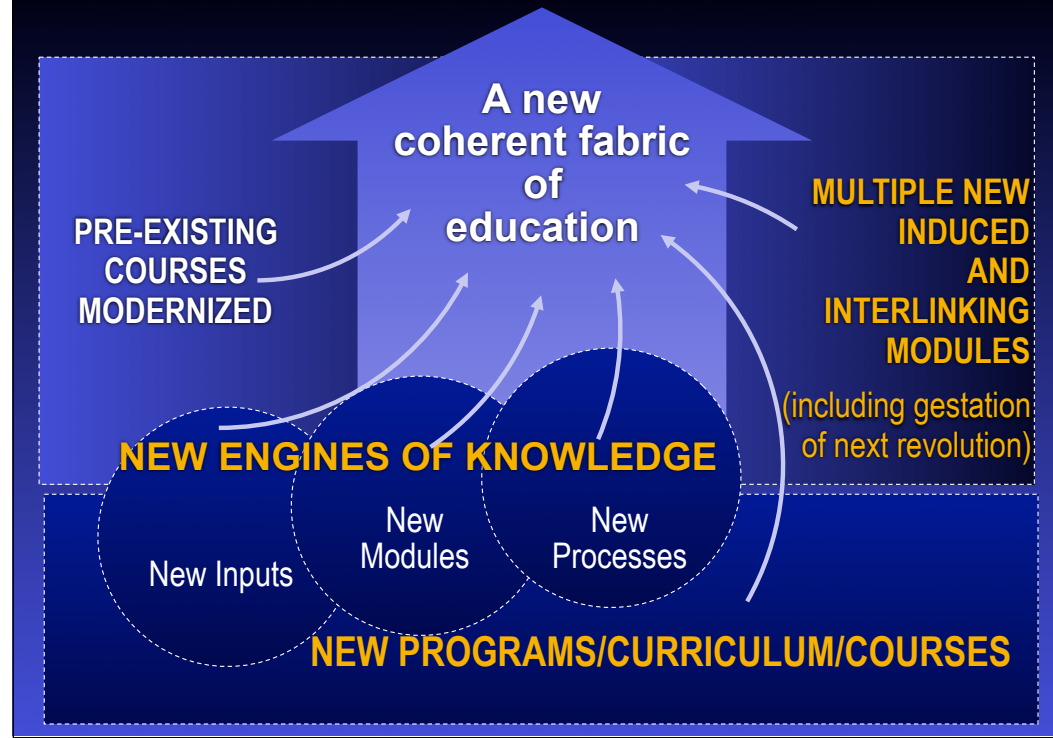 A new
coherent fabric
of
education
PRE-EXISTING
COURSES
MODERNIZED
MULTIPLE NEW
INDUCED
AND
INTERLINKING
MODULES
(including gestation
of next revolution)
NEW ENGINES OF KNOWLEDGE
New Inputs
New
Modules
New
Processes
NEW PROGRAMS/CURRICULUM/COURSES